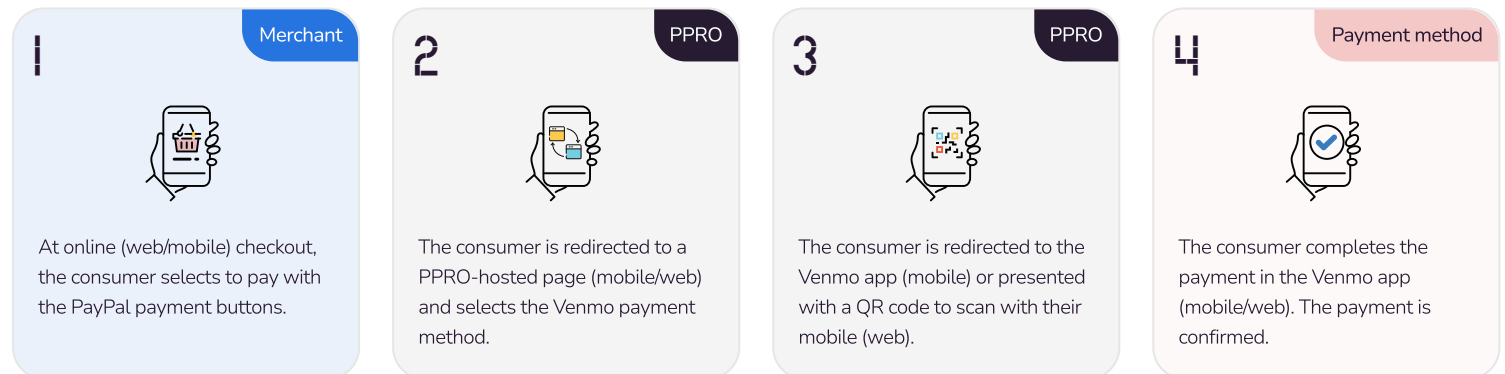 1
Merchant
At online (web/mobile) checkout,
the consumer selects to pay with
the PayPal payment buttons.
2
PPRO
The consumer is redirected to a
PPRO-hosted page (mobile/web)
and selects the Venmo payment
method.
3
PPRO
The consumer is redirected to the
Venmo app (mobile) or presented
with a QR code to scan with their
mobile (web).
4
Payment method
The consumer completes the
payment in the Venmo app
(mobile/web). The payment is
confirmed.